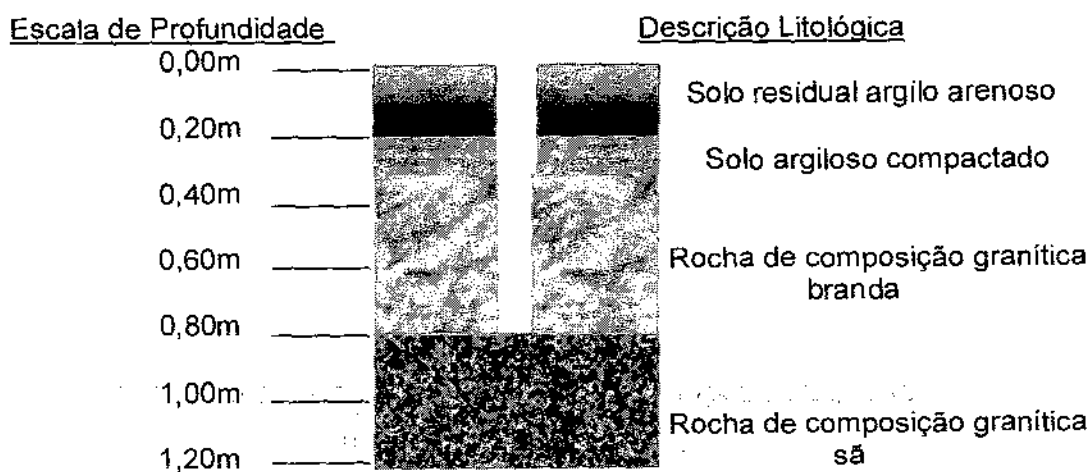 Escala de Profundidade
0,00m
0,20m
0,40m
0,60m
0,80m
1,00m
1,20m
Descrição Litológica
Solo residual argilo arenoso
Solo argiloso compactado
Rocha de composição granítica
branda
Rocha de composição granítica
sã